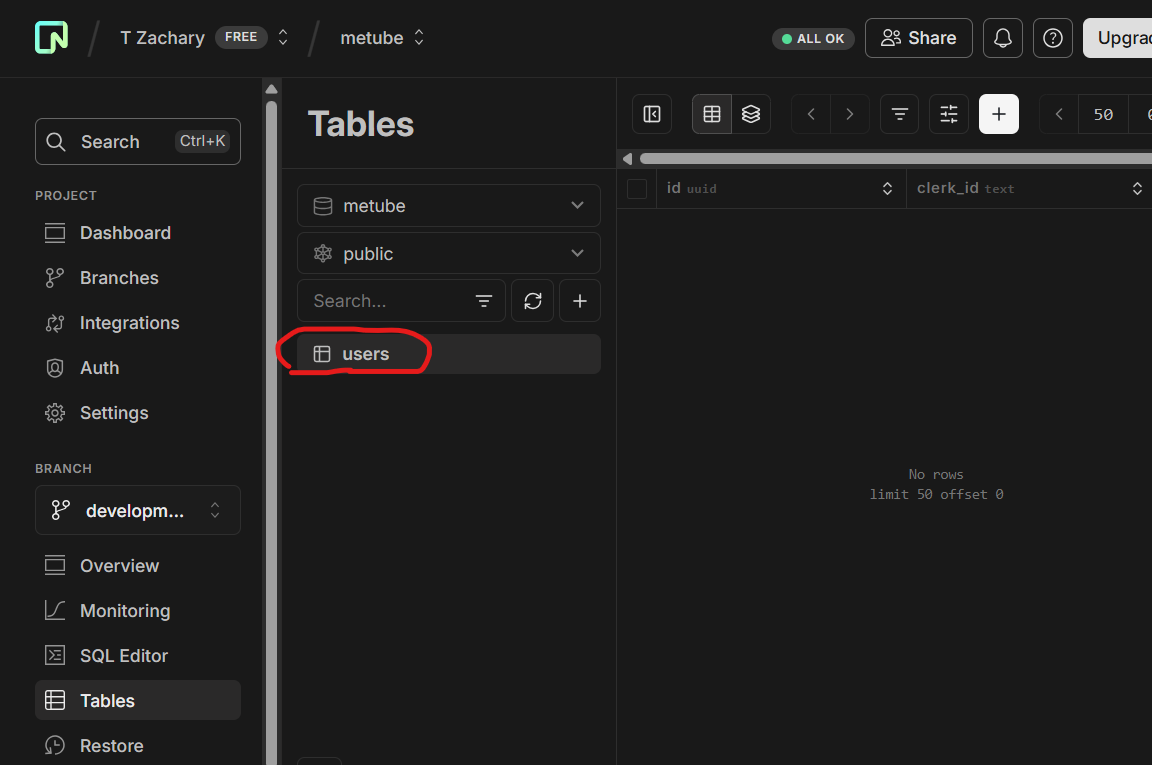 T Zachary FREE metube ALL OK Share Upgrad
Search Ctrl+K
PROJECT
Dashboard
Branches
Integrations
Auth
Settings
BRANCH
developm...
Overview
Monitoring
SQL Editor
Tables
Restore
Tables
metube
public
Search...
users
50
id uuid clerk_id text
No rows
limit 50 offset 0